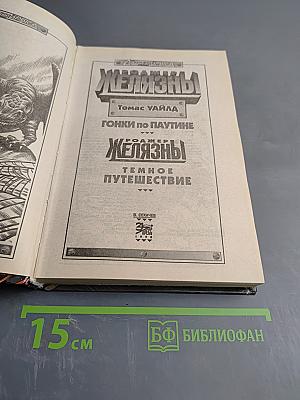 ЖЕЛЯЗНЫ
Томас УАЙЛД
ГОНКИ ПО ПАУТИНЕ
РОДЖЕР
ЖЕЛЯЗНЫ
ТЕМНОЕ
ПУТЕШЕСТВИЕ
15 см
БФ БИБЛИОФАН